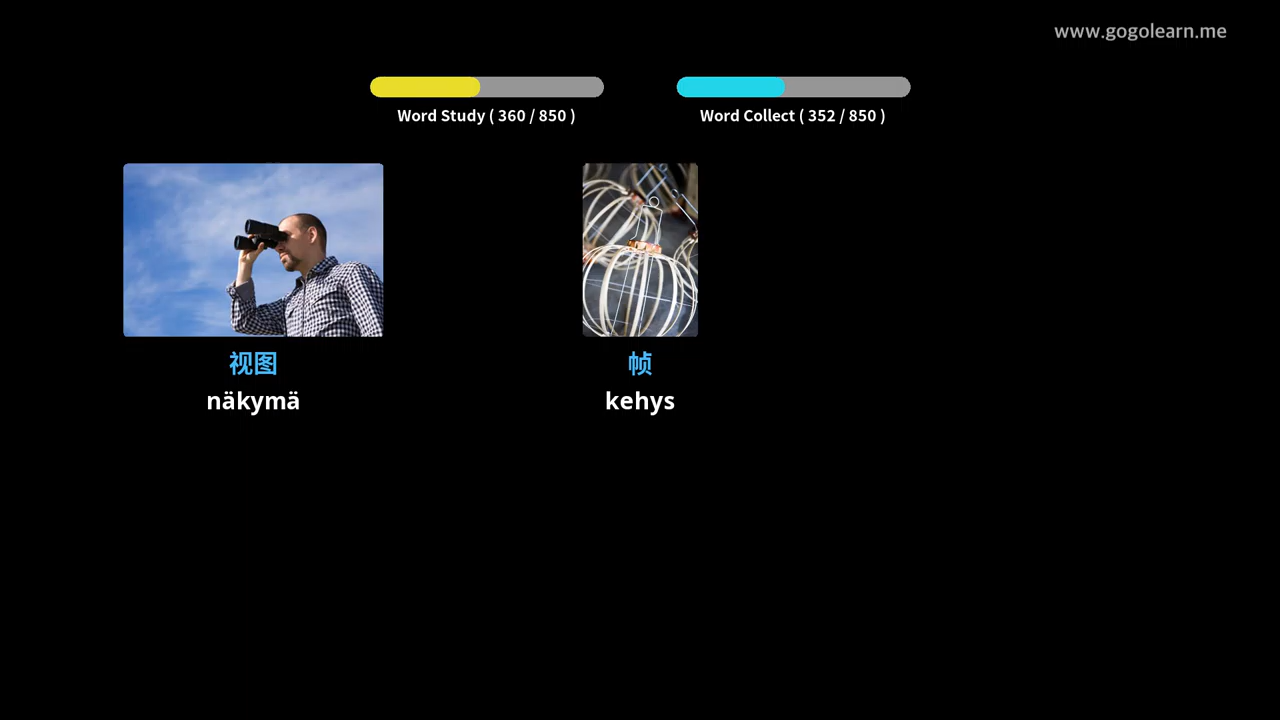 www.gogolearn.me
Word Study ( 360 / 850 )
Word Collect ( 352 / 850 )
视图
näkymä
帧
kehys